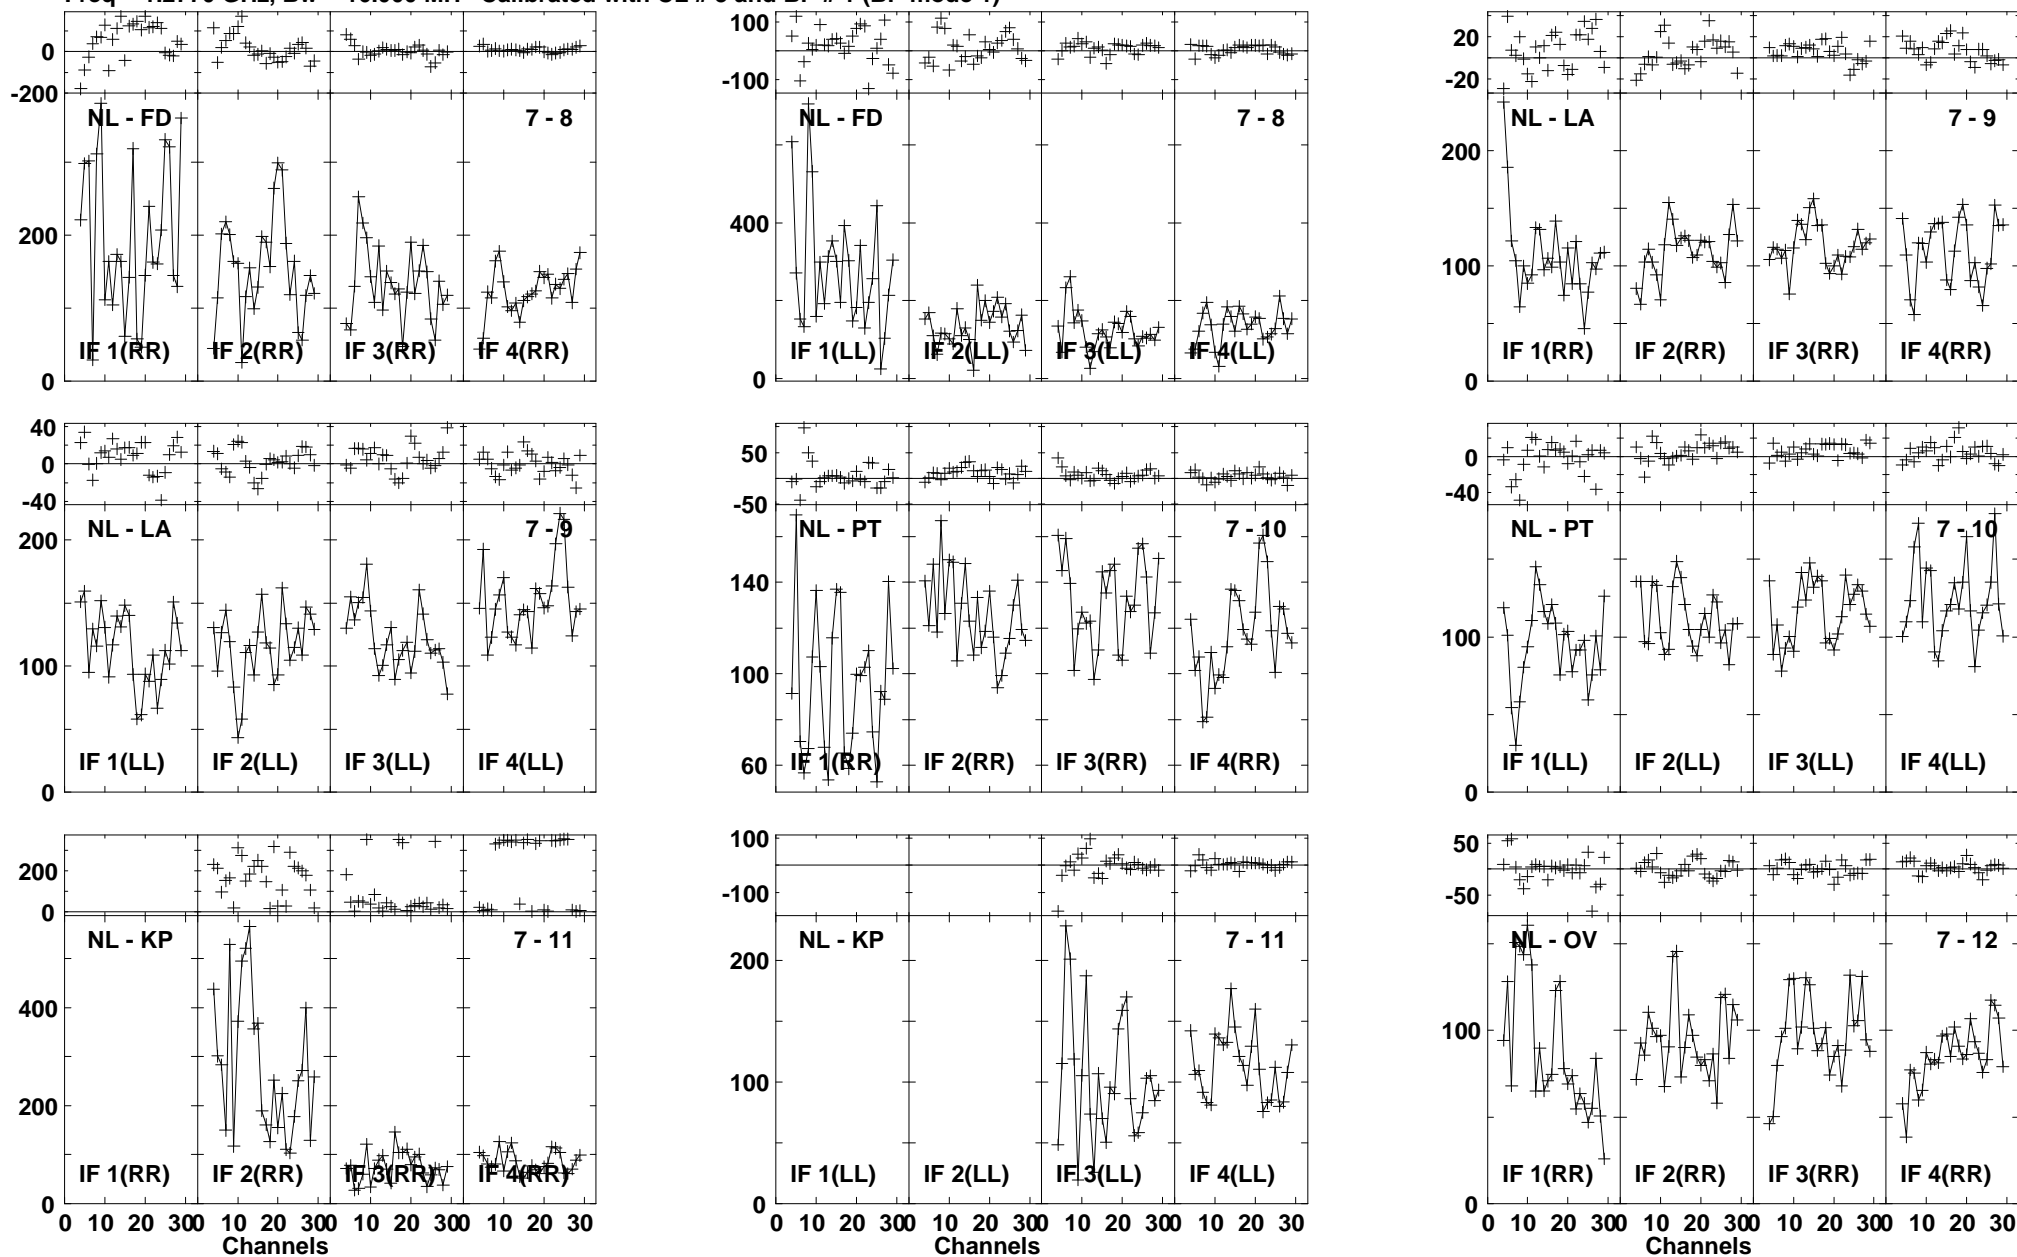 100
0
0
20
0
-20
-200
-100
NL - FD
7 - 8
NL - FD
7 - 8
NL - LA
7 - 9
200
400
200
100
IF 1(RR)
IF 2(RR)
IF 3(RR)
IF 4(RR)
IF 1(LL)
IF 2(LL)
IF 3(LL)
IF 4(LL)
IF 1(RR)
IF 2(RR)
IF 3(RR)
IF 4(RR)
0
0
0
40
0
-40
50
-50
0
-40
NL - LA
7 - 9
NL - PT
7 - 10
NL - PT
7 - 10
200
140
100
100
100
60
IF 1(LL)
IF 2(LL)
IF 3(LL)
IF 4(LL)
IF 1(RR)
IF 2(RR)
IF 3(RR)
IF 4(RR)
IF 1(LL)
IF 2(LL)
IF 3(LL)
IF 4(LL)
0
0
200
0
100
-100
50
-50
NL - KP
7 - 11
NL - KP
7 - 11
NL - OV
7 - 12
400
200
200
100
100
IF 1(RR)
IF 2(RR)
IF 3(RR)
IF 4(RR)
IF 1(LL)
IF 2(LL)
IF 3(LL)
IF 4(LL)
IF 1(RR)
IF 2(RR)
IF 3(RR)
IF 4(RR)
0
0
0
0 10 20 30 0 10 20 30 0 10 20 30 0 10 20 30
0 10 20 30 0 10 20 30 0 10 20 30 0 10 20 30
0 10 20 30 0 10 20 30 0 10 20 30 0 10 20 30
Channels
Channels